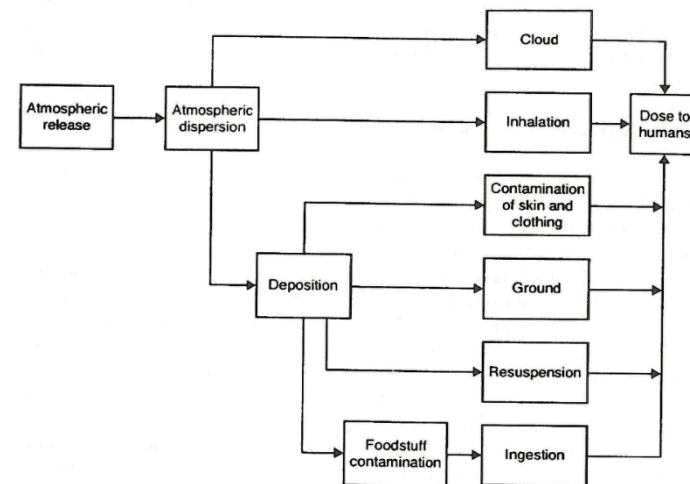 Cloud
Atmospheric
release
Atmospheric
dispersion
Inhalation
Dose to
humans
Contamination
of skin and
clothing
Deposition
Ground
Resuspension
Foodstuff
contamination
Ingestion